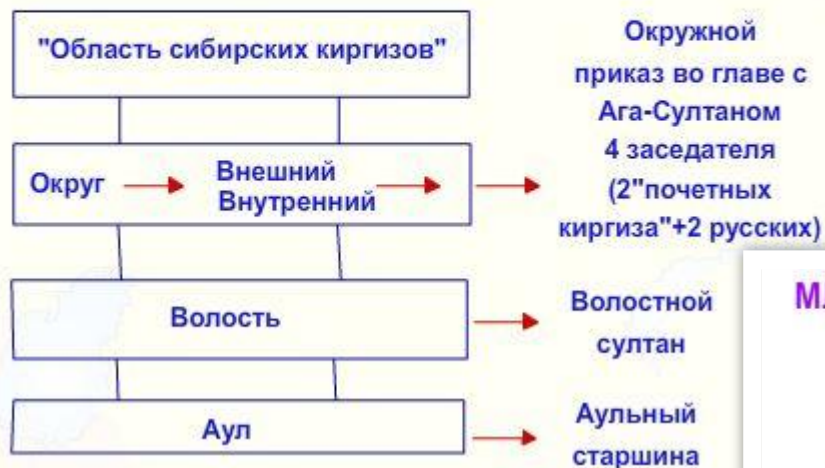 "Область сибирских киргизов"
Окружной
приказ во главе с
Ага-Султаном
4 заседателя
(2"почетных
киргиза"+2 русских)
Округ
Внешний
Внутренний
Волость
Волостной
султан
Аул
Аульный
старшина